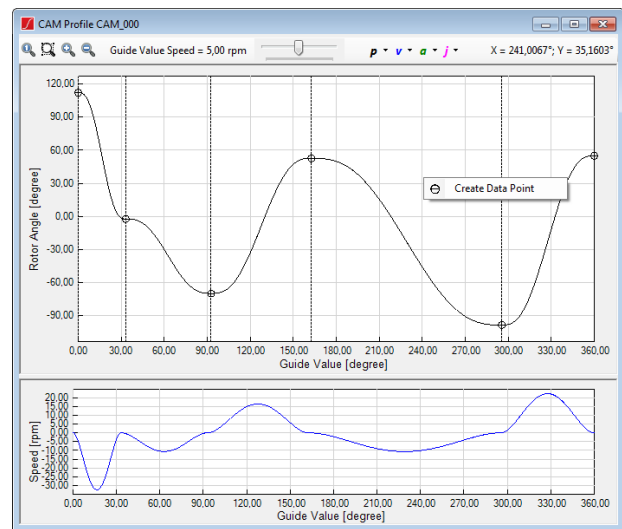 CAM Profile CAM_000
Guide Value Speed = 5,00 rpm
p v a j
X = 241,0067°; Y = 35,1603°
120,00
90,00
60,00
30,00
0,00
-30,00
-60,00
-90,00
Rotor Angle [degree]
Create Data Point
0,00 30,00 60,00 90,00 120,00 150,00 180,00 210,00 240,00 270,00 300,00 330,00 360,00
Guide Value [degree]
20,00
15,00
10,00
5,00
0,00
-5,00
-10,00
-15,00
-20,00
-25,00
-30,00
Speed [rpm]
0,00 30,00 60,00 90,00 120,00 150,00 180,00 210,00 240,00 270,00 300,00 330,00 360,00
Guide Value [degree]